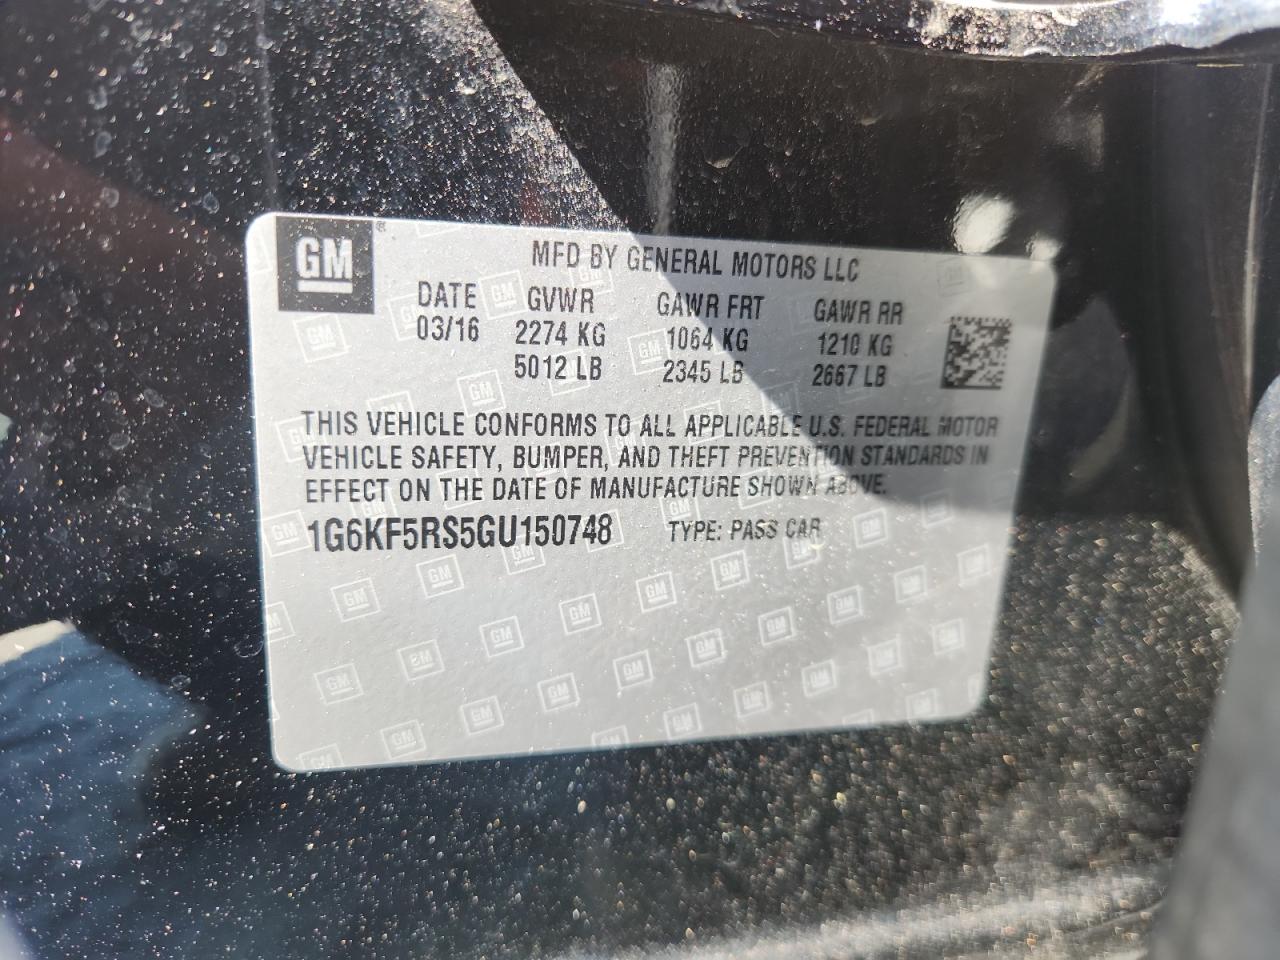 GM
MFD BY GENERAL MOTORS LLC
DATE GVWR GAWR FRT GAWR RR
03/16 2274 KG 1064 KG 1210 KG
5012 LB 2345 LB 2667 LB
THIS VEHICLE CONFORMS TO ALL APPLICABLE U.S. FEDERAL MOTOR
VEHICLE SAFETY, BUMPER, AND THEFT PREVENTION STANDARDS IN
EFFECT ON THE DATE OF MANUFACTURE SHOWN ABOVE.
1G6KF5RS5GU150748 TYPE: PASS CAR